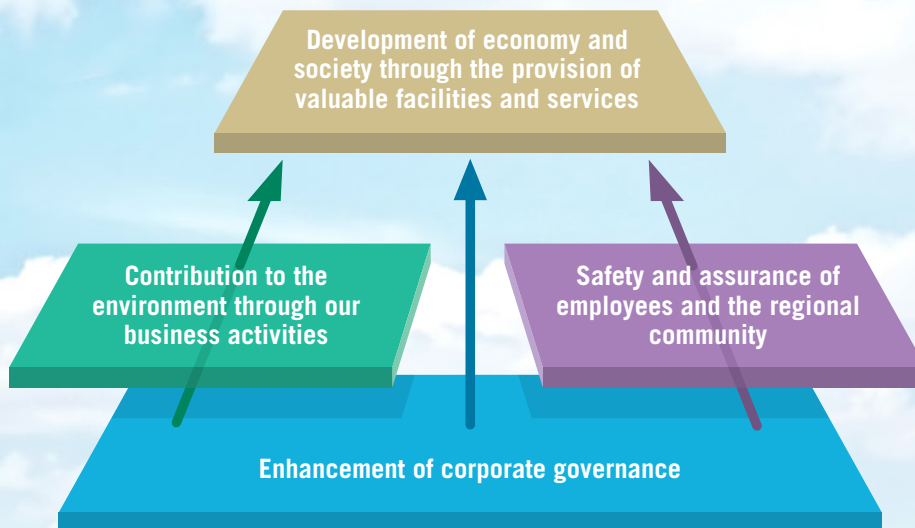 Development of economy and
society through the provision of
valuable facilities and services
Contribution to the
environment through our
business activities
Safety and assurance of
employees and the regional
community
Enhancement of corporate governance